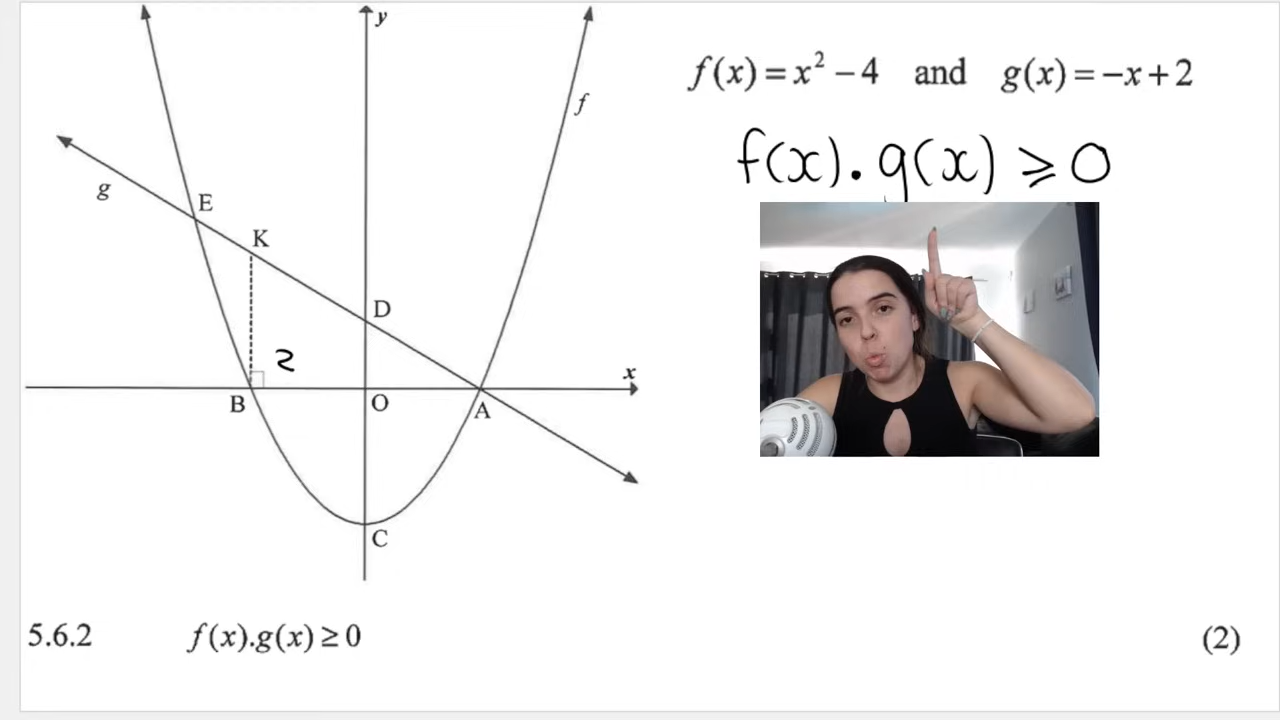 y
f(x) = x² – 4 and g(x) = –x + 2
f
f(x) . g(x) ⩾ 0
g
E
K
D
2
x
B
O
A
C
5.6.2 f(x).g(x) ≥ 0 (2)